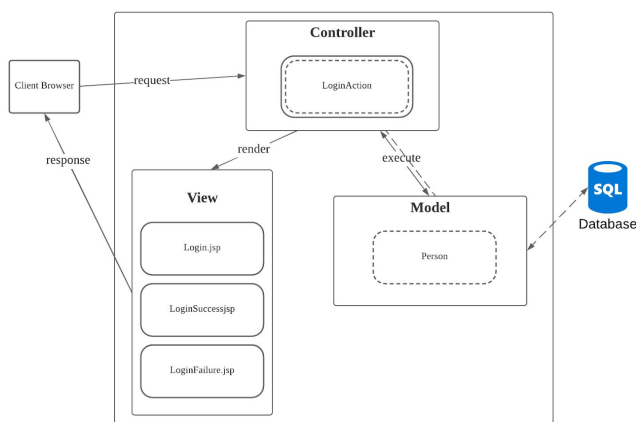 Controller
LoginAction
Client Browser
request
render
execute
response
View
Login.jsp
LoginSuccessjsp
LoginFailure.jsp
Model
Person
SQL
Database